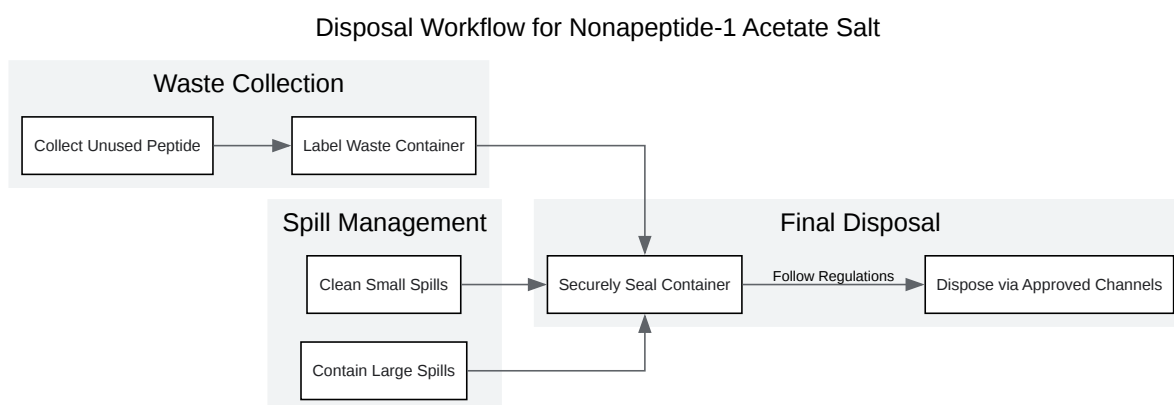 Disposal Workflow for Nonapeptide-1 Acetate Salt
Waste Collection
Collect Unused Peptide
Label Waste Container
Spill Management
Clean Small Spills
Contain Large Spills
Final Disposal
Securely Seal Container
Follow Regulations
Dispose via Approved Channels